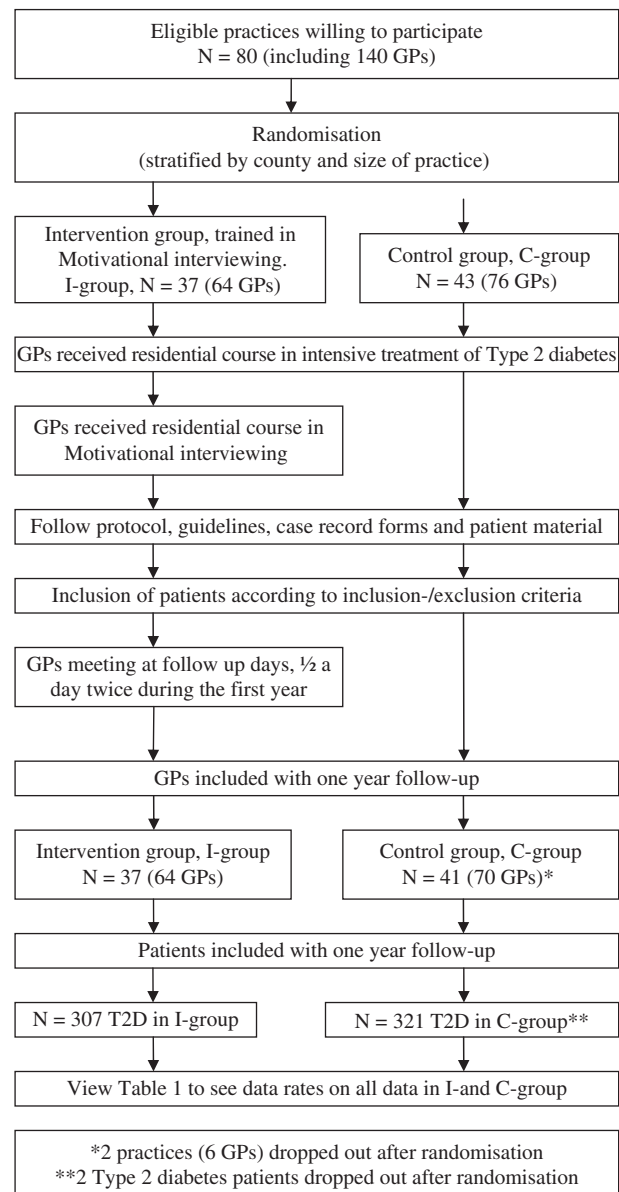 Eligible practices willing to participate
N = 80 (including 140 GPs)
Randomisation
(stratified by county and size of practice)
Intervention group, trained in
Motivational interviewing.
I-group, N = 37 (64 GPs)
Control group, C-group
N = 43 (76 GPs)
GPs received residential course in intensive treatment of Type 2 diabetes
GPs received residential course in
Motivational interviewing
Follow protocol, guidelines, case record forms and patient material
Inclusion of patients according to inclusion-/exclusion criteria
GPs meeting at follow up days, ½ a
day twice during the first year
GPs included with one year follow-up
Intervention group, I-group
N = 37 (64 GPs)
Control group, C-group
N = 41 (70 GPs)*
Patients included with one year follow-up
N = 307 T2D in I-group
N = 321 T2D in C-group**
View Table 1 to see data rates on all data in I-and C-group
*2 practices (6 GPs) dropped out after randomisation
**2 Type 2 diabetes patients dropped out after randomisation